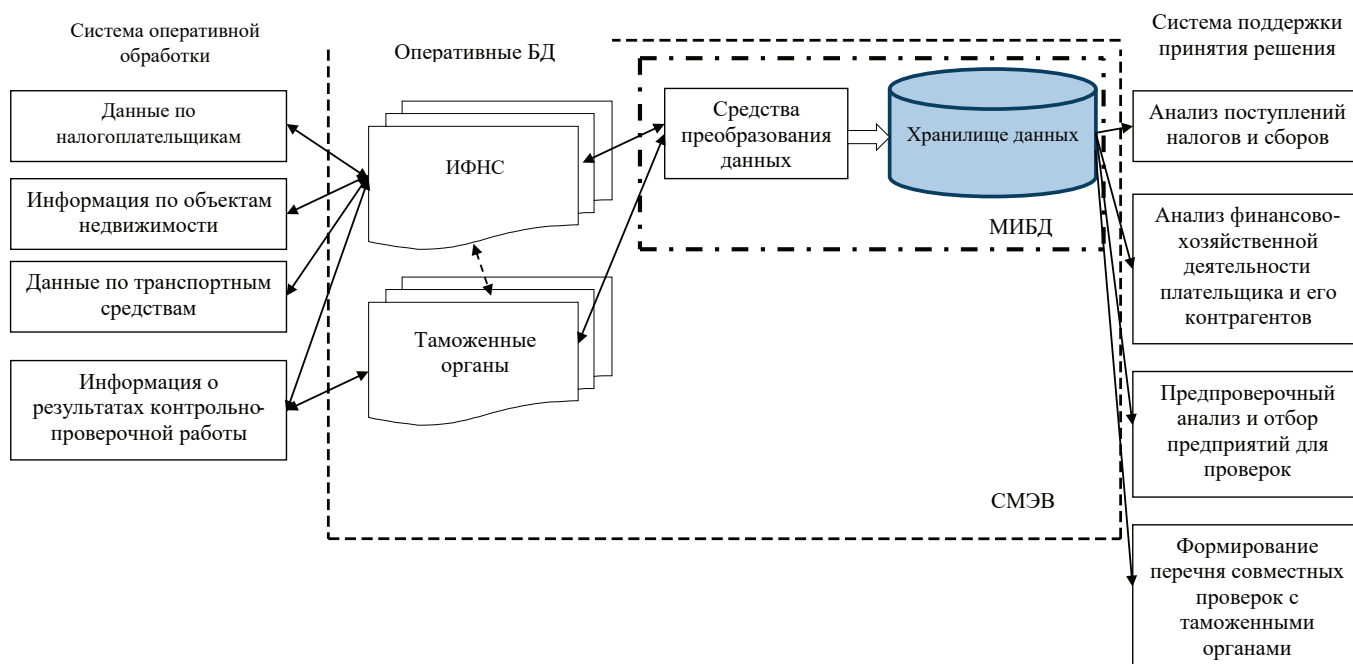 Система оперативной
обработки
Данные по
налогоплательщикам
Информация по объектам
недвижимости
Данные по транспортным
средствам
Информация о
результатах контрольно-
проверочной работы
Оперативные БД
ИФНС
Таможенные
органы
Средства
преобразования
данных
Хранилище данных
МИБД
СМЭВ
Система поддержки
принятия решения
Анализ поступлений
налогов и сборов
Анализ финансово-
хозяйственной
деятельности
плательщика и его
контрагентов
Предпроверочный
анализ и отбор
предприятий для
проверок
Формирование
перечня совместных
проверок с
таможенными
органами